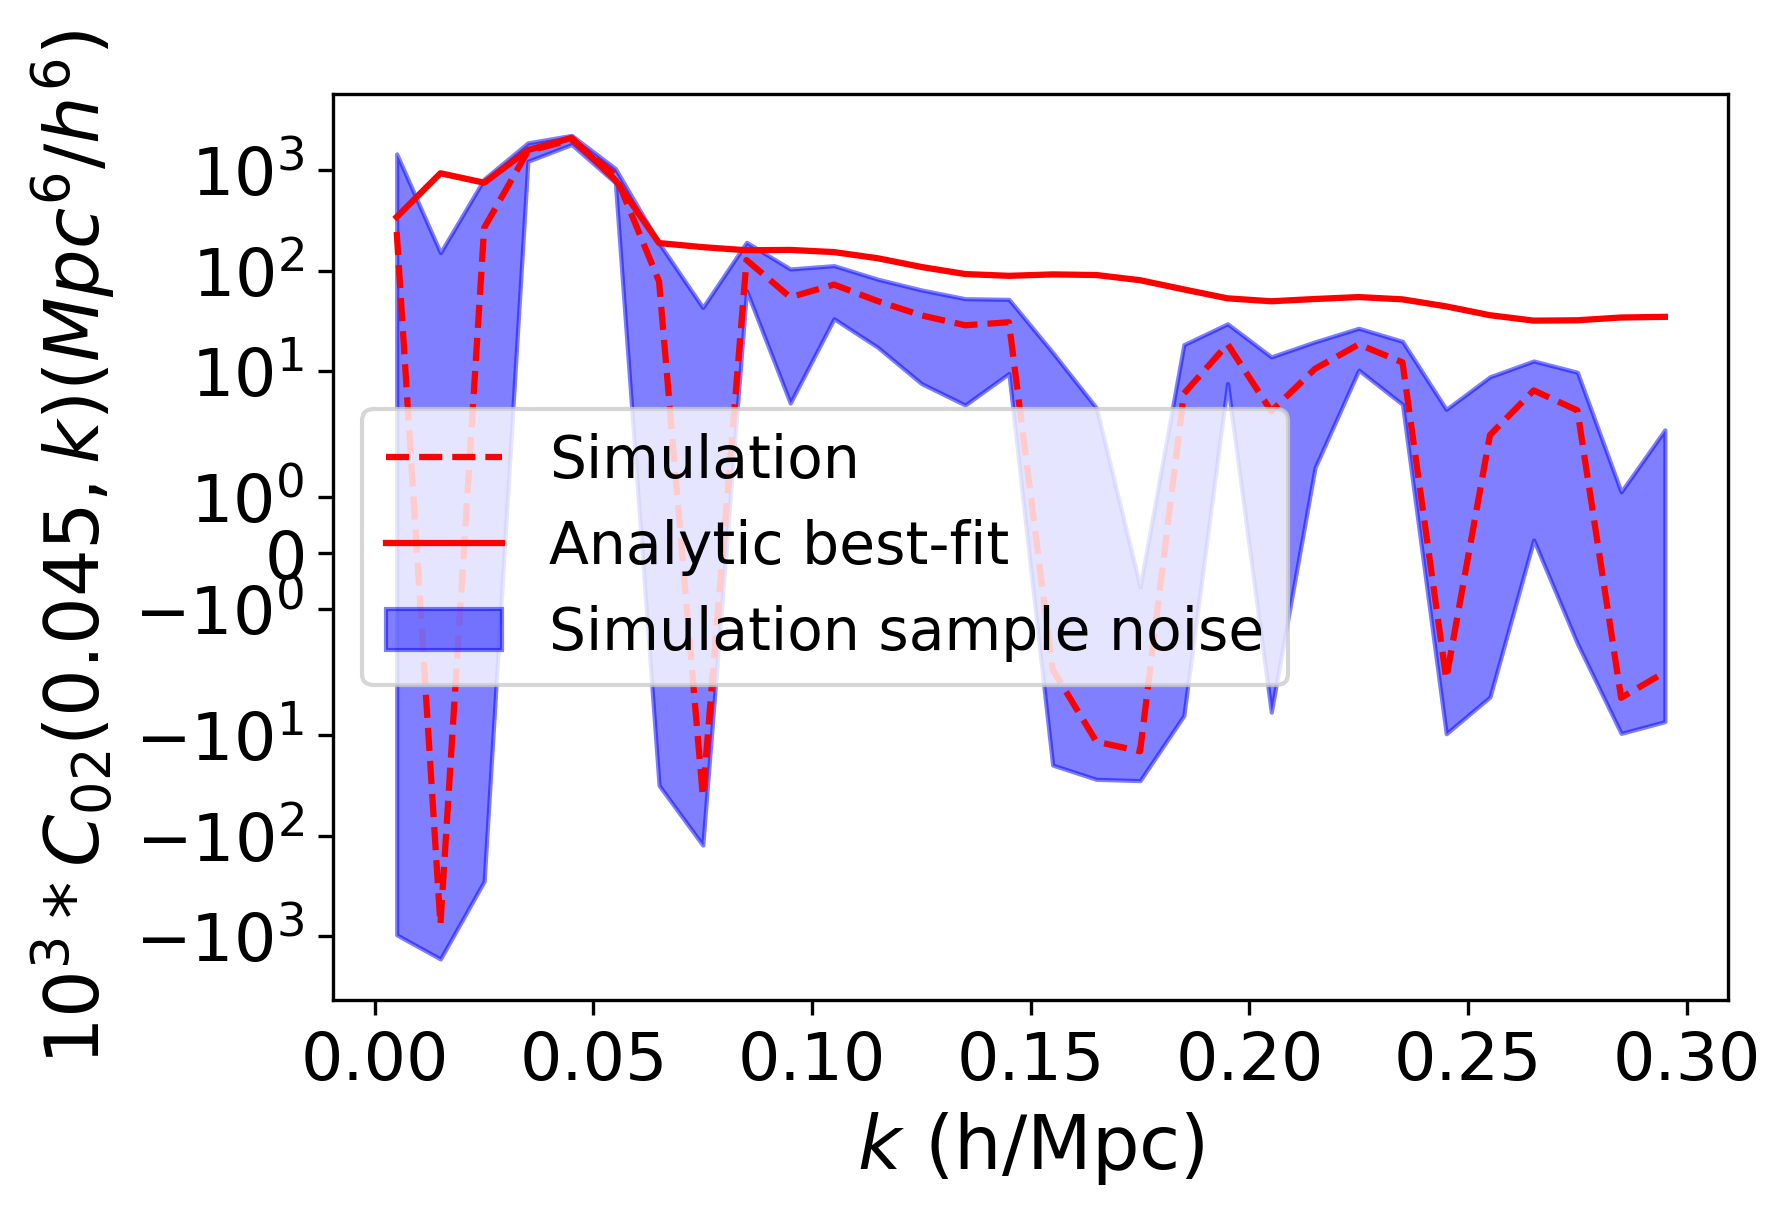 10³ * C₀₂(0.045, k)(Mpc⁶/h⁶)
10³
10²
10¹
10⁰
0
−10⁰
−10¹
−10²
−10³
Simulation
Analytic best-fit
Simulation sample noise
0.00 0.05 0.10 0.15 0.20 0.25 0.30
k (h/Mpc)